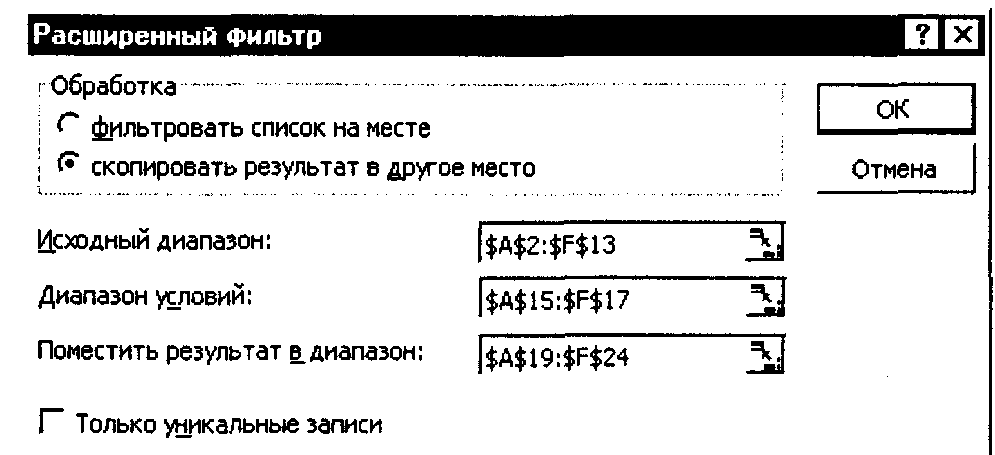 Расширенный фильтр ? X
Обработка
фильтровать список на месте
скопировать результат в другое место
OK
Отмена
Исходный диапазон: $A$2:$F$13
Диапазон условий: $A$15:$F$17
Поместить результат в диапазон: $A$19:$F$24
Только уникальные записи